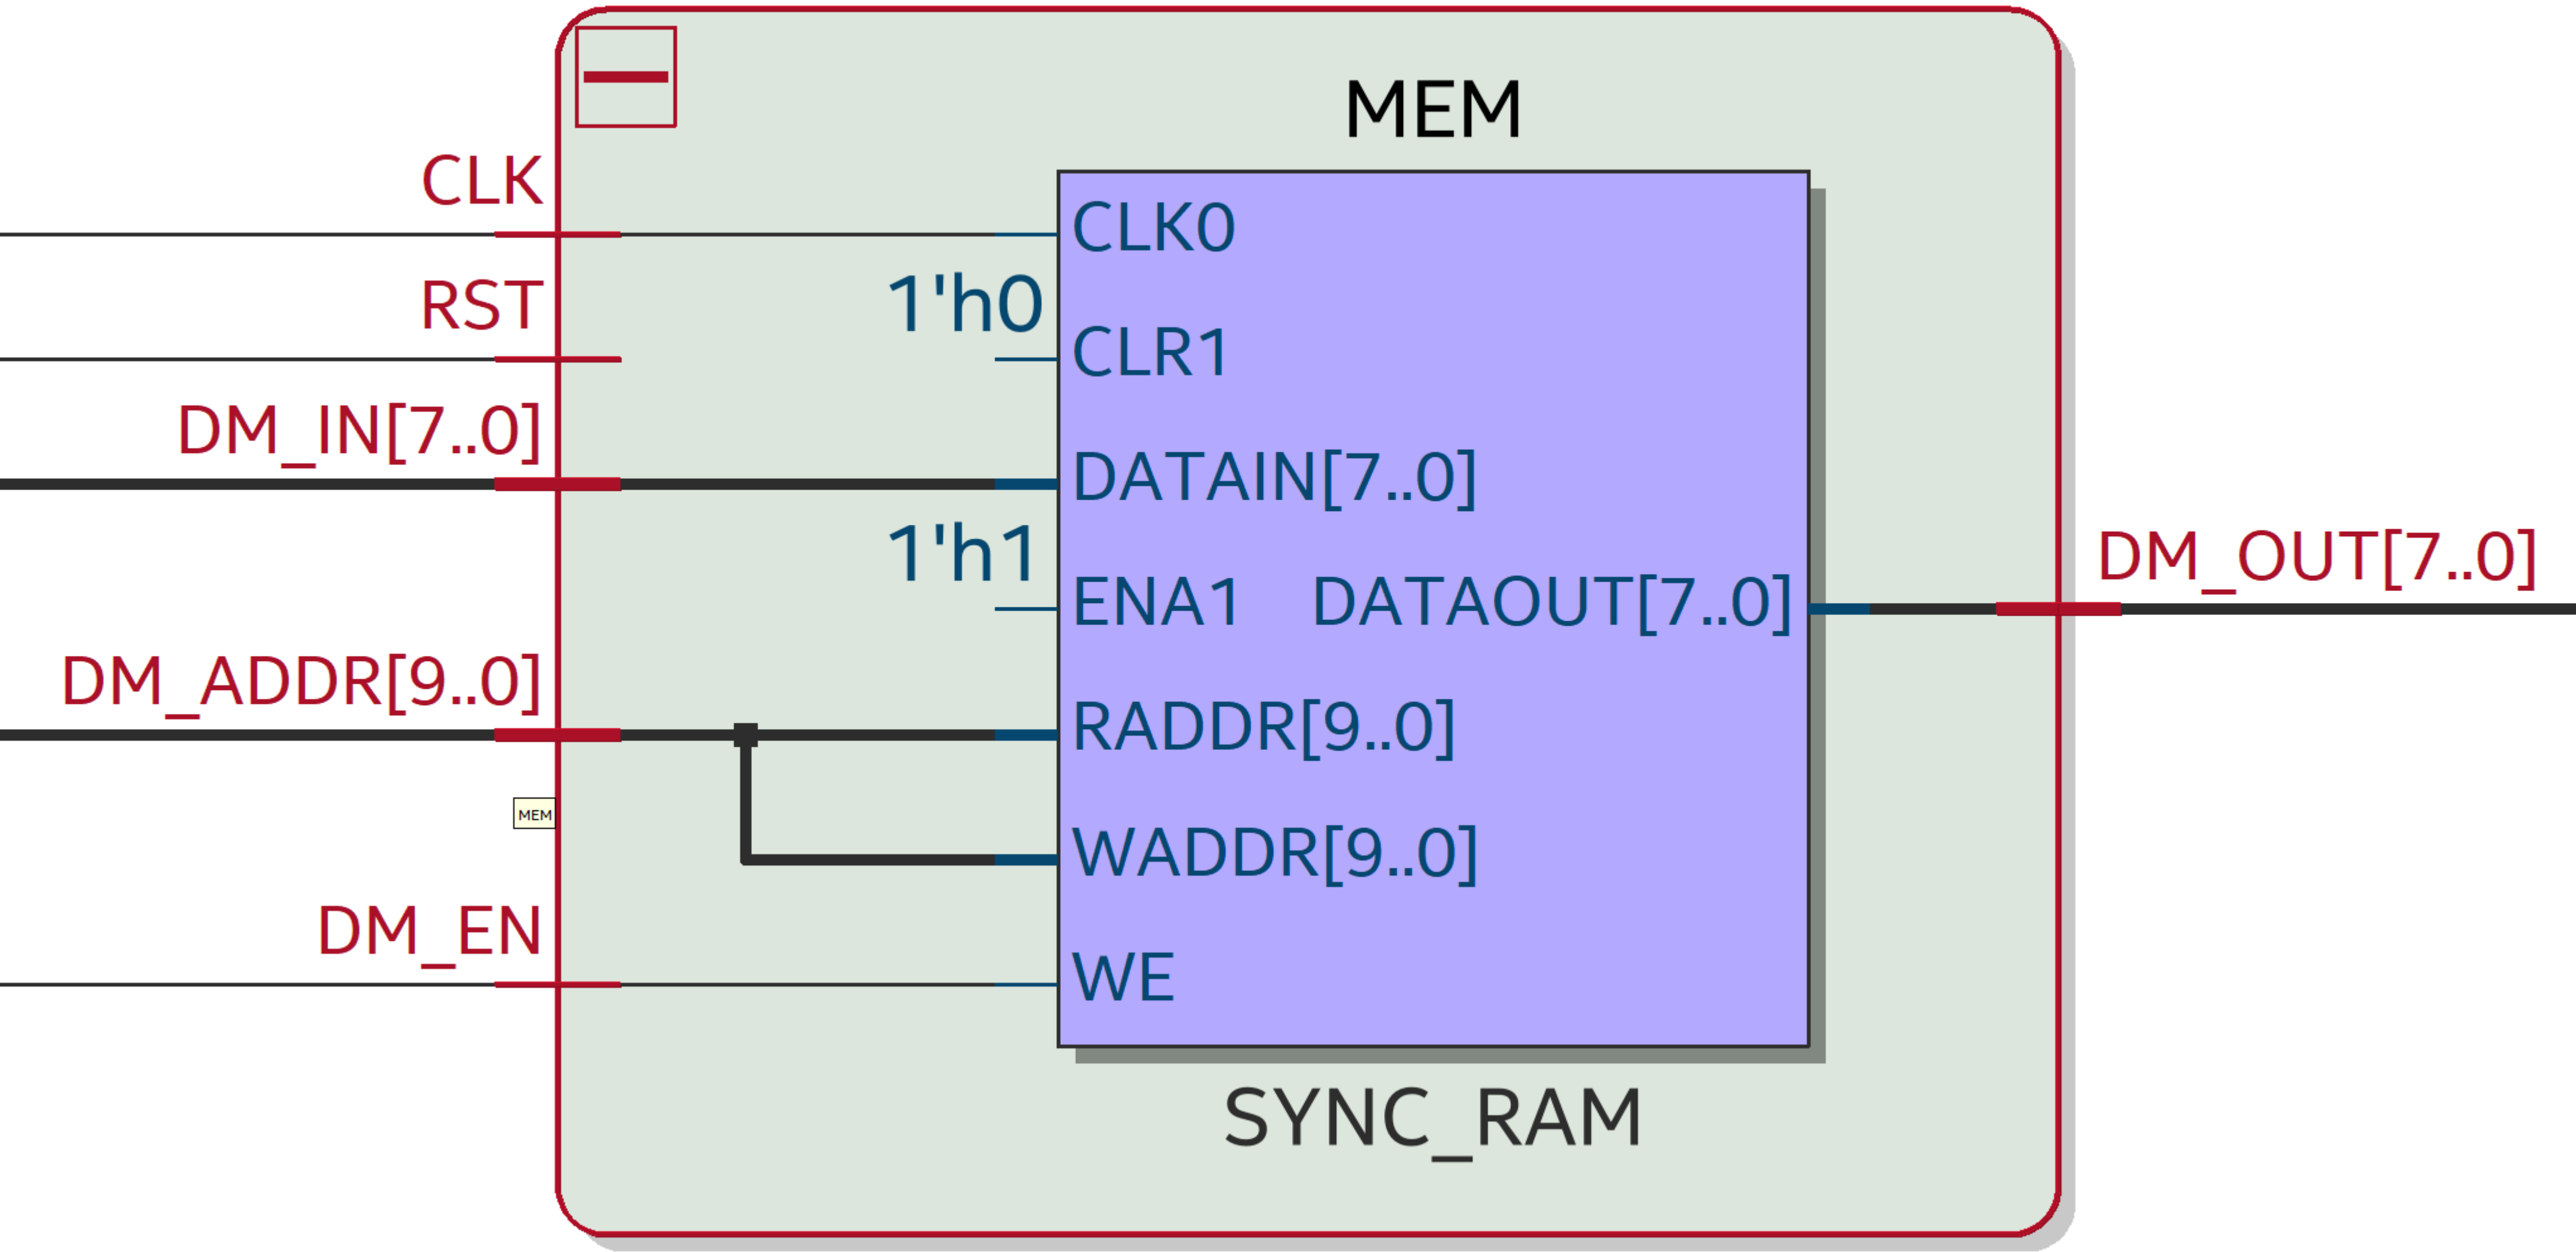 MEM
CLK
CLK0
RST
1'h0
CLR1
DM_IN[7..0]
DATAIN[7..0]
1'h1
ENA1 DATAOUT[7..0]
DM_OUT[7..0]
DM_ADDR[9..0]
RADDR[9..0]
MEM
WADDR[9..0]
DM_EN
WE
SYNC_RAM